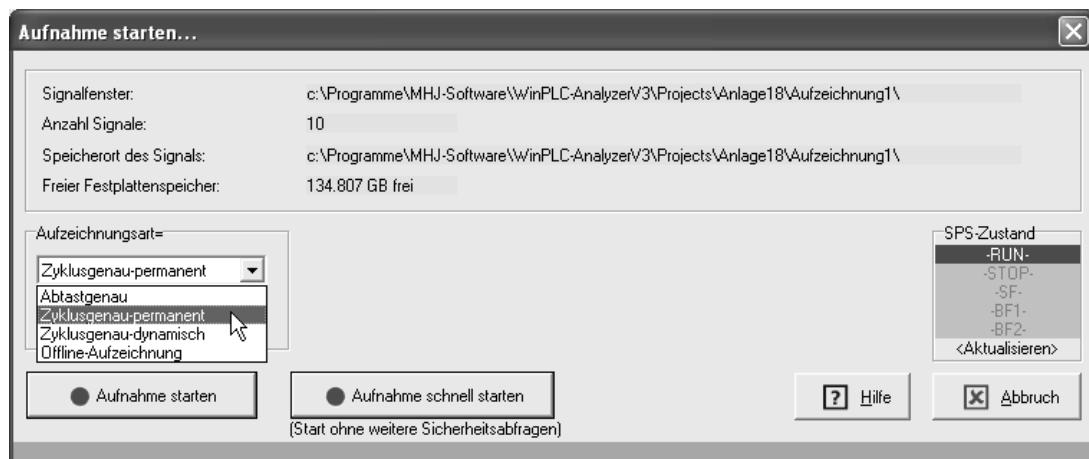 Aufnahme starten...
Signalfenster: c:\Programme\MHJ-Software\WinPLC-AnalyzerV3\Projects\Anlage18\Aufzeichnung1\
Anzahl Signale: 10
Speicherort des Signals: c:\Programme\MHJ-Software\WinPLC-AnalyzerV3\Projects\Anlage18\Aufzeichnung1\
Freier Festplattenspeicher: 134.807 GB frei
Aufzeichnungsart=
Zyklusgenau-permanent
Abtastgenau
Zyklusgenau-permanent
Zyklusgenau-dynamisch
Offline-Aufzeichnung
SPS-Zustand
-RUN-
-STOP-
-SF-
-BF1-
-BF2-
<Aktualisieren>
Aufnahme starten
Aufnahme schnell starten
(Start ohne weitere Sicherheitsabfragen)
Hilfe
Abbruch